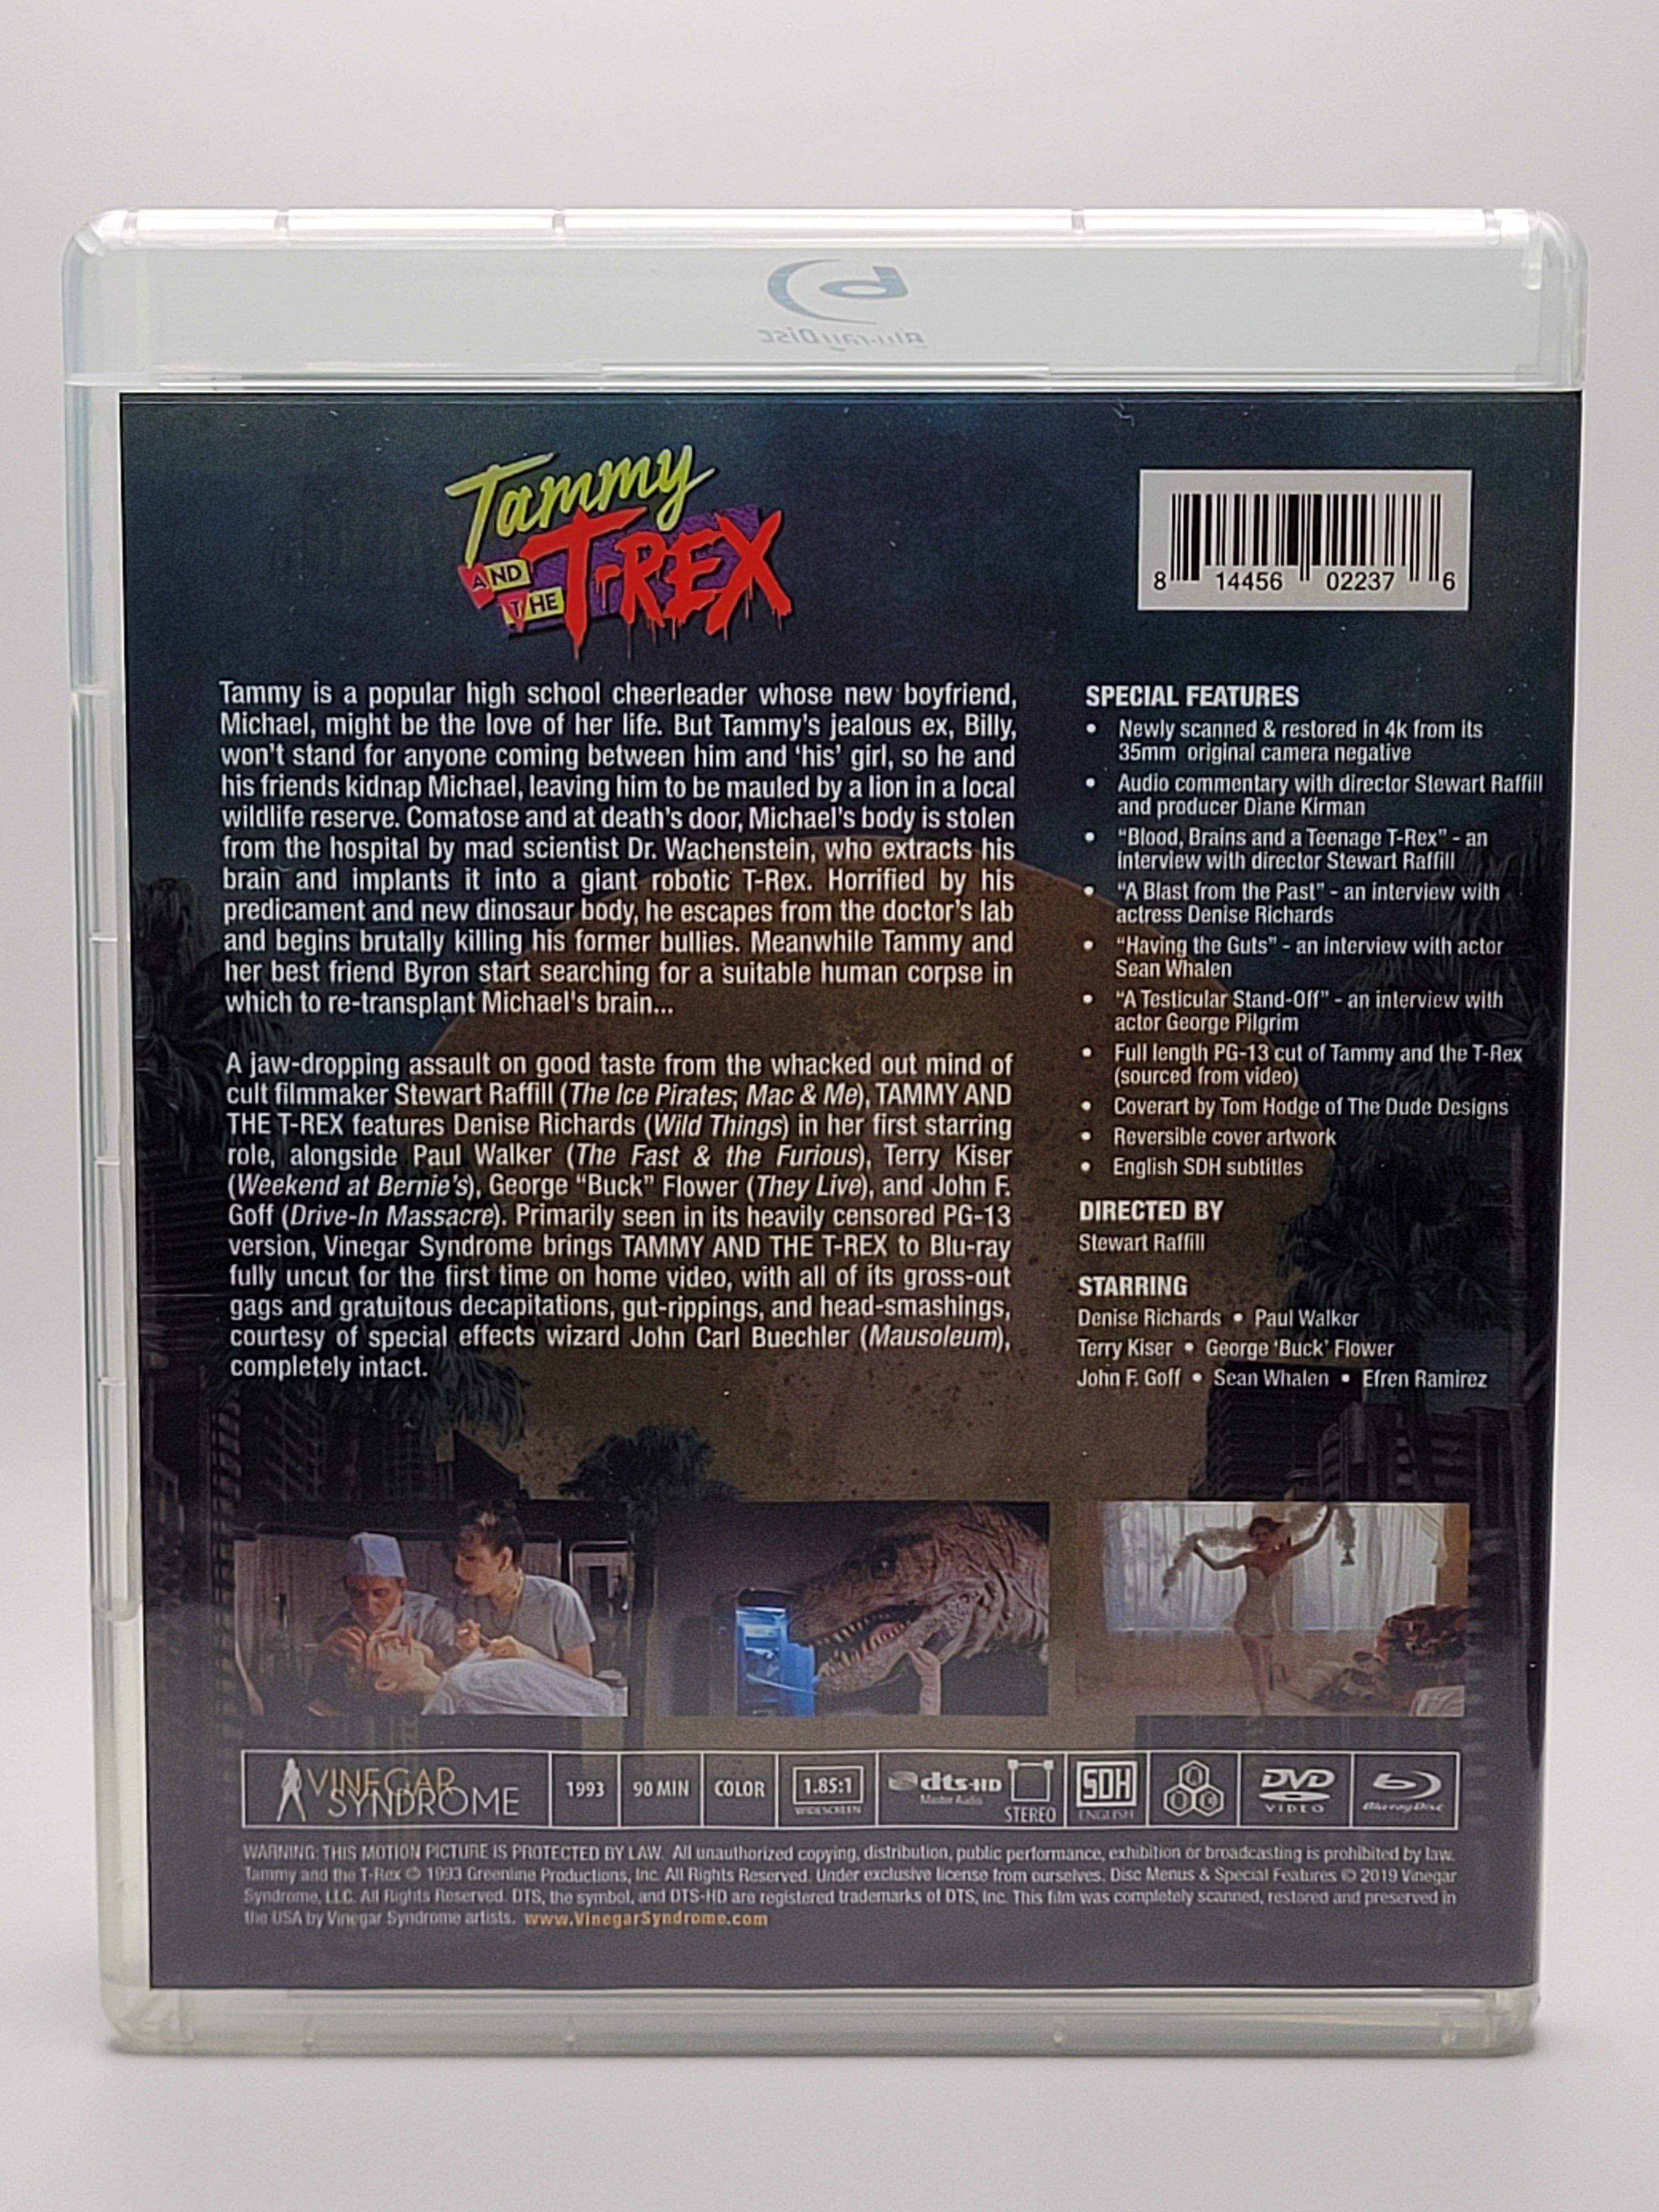 Blu-ray Disc
Tammy
AND
THE
T-REX
8 14456 02237 6
Tammy is a popular high school cheerleader whose new boyfriend,
Michael, might be the love of her life. But Tammy's jealous ex, Billy,
won't stand for anyone coming between him and 'his' girl, so he and
his friends kidnap Michael, leaving him to be mauled by a lion in a local
wildlife reserve. Comatose and at death's door, Michael's body is stolen
from the hospital by mad scientist Dr. Wachenstein, who extracts his
brain and implants it into a giant robotic T-Rex. Horrified by his
predicament and new dinosaur body, he escapes from the doctor's lab
and begins brutally killing his former bullies. Meanwhile Tammy and
her best friend Byron start searching for a suitable human corpse in
which to re-transplant Michael's brain...
A jaw-dropping assault on good taste from the whacked out mind of
cult filmmaker Stewart Raffill (The Ice Pirates; Mac & Me), TAMMY AND
THE T-REX features Denise Richards (Wild Things) in her first starring
role, alongside Paul Walker (The Fast & the Furious), Terry Kiser
(Weekend at Bernie's), George “Buck” Flower (They Live), and John F.
Goff (Drive-In Massacre). Primarily seen in its heavily censored PG-13
version, Vinegar Syndrome brings TAMMY AND THE T-REX to Blu-ray
fully uncut for the first time on home video, with all of its gross-out
gags and gratuitous decapitations, gut-rippings, and head-smashings,
courtesy of special effects wizard John Carl Buechler (Mausoleum),
completely intact.
SPECIAL FEATURES
• Newly scanned & restored in 4k from its
35mm original camera negative
• Audio commentary with director Stewart Raffill
and producer Diane Kirman
• “Blood, Brains and a Teenage T-Rex” - an
interview with director Stewart Raffill
• “A Blast from the Past” - an interview with
actress Denise Richards
• “Having the Guts” - an interview with actor
Sean Whalen
• “A Testicular Stand-Off” - an interview with
actor George Pilgrim
• Full length PG-13 cut of Tammy and the T-Rex
(sourced from video)
• Coverart by Tom Hodge of The Dude Designs
• Reversible cover artwork
• English SDH subtitles
DIRECTED BY
Stewart Raffill
STARRING
Denise Richards • Paul Walker
Terry Kiser • George 'Buck' Flower
John F. Goff • Sean Whalen • Efren Ramirez
VINEGAR
SYNDROME
1993
90 MIN
COLOR
1.85:1
WIDESCREEN
dts-HD
Master Audio
STEREO
SDH
ENGLISH
A B C
DVD
VIDEO
Blu-ray Disc
WARNING: THIS MOTION PICTURE IS PROTECTED BY LAW. All unauthorized copying, distribution, public performance, exhibition or broadcasting is prohibited by law.
Tammy and the T-Rex © 1993 Greenline Productions, Inc. All Rights Reserved. Under exclusive license from ourselves. Disc Menus & Special Features © 2019 Vinegar
Syndrome, LLC. All Rights Reserved. DTS, the symbol, and DTS-HD are registered trademarks of DTS, Inc. This film was completely scanned, restored and preserved in
the USA by Vinegar Syndrome artists. www.VinegarSyndrome.com